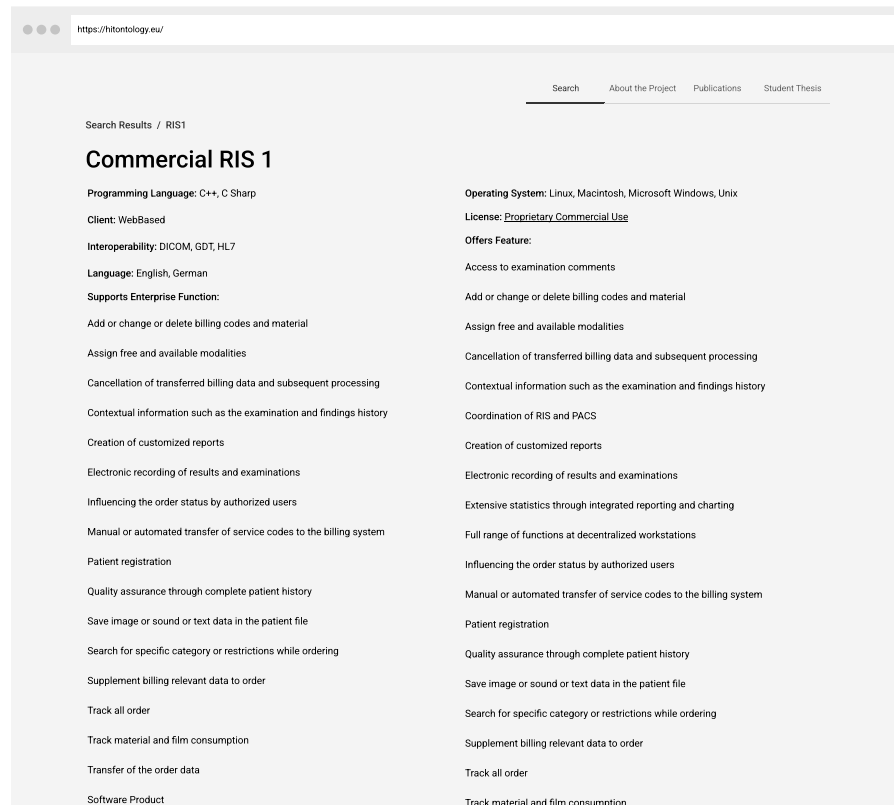 https://hitontology.eu/
Search About the Project Publications Student Thesis
Search Results / RIS1
Commercial RIS 1
Programming Language: C++, C Sharp
Client: WebBased
Interoperability: DICOM, GDT, HL7
Language: English, German
Supports Enterprise Function:
Add or change or delete billing codes and material
Assign free and available modalities
Cancellation of transferred billing data and subsequent processing
Contextual information such as the examination and findings history
Creation of customized reports
Electronic recording of results and examinations
Influencing the order status by authorized users
Manual or automated transfer of service codes to the billing system
Patient registration
Quality assurance through complete patient history
Save image or sound or text data in the patient file
Search for specific category or restrictions while ordering
Supplement billing relevant data to order
Track all order
Track material and film consumption
Transfer of the order data
Software Product
Operating System: Linux, Macintosh, Microsoft Windows, Unix
License: Proprietary Commercial Use
Offers Feature:
Access to examination comments
Add or change or delete billing codes and material
Assign free and available modalities
Cancellation of transferred billing data and subsequent processing
Contextual information such as the examination and findings history
Coordination of RIS and PACS
Creation of customized reports
Electronic recording of results and examinations
Extensive statistics through integrated reporting and charting
Full range of functions at decentralized workstations
Influencing the order status by authorized users
Manual or automated transfer of service codes to the billing system
Patient registration
Quality assurance through complete patient history
Save image or sound or text data in the patient file
Search for specific category or restrictions while ordering
Supplement billing relevant data to order
Track all order
Track material and film consumption